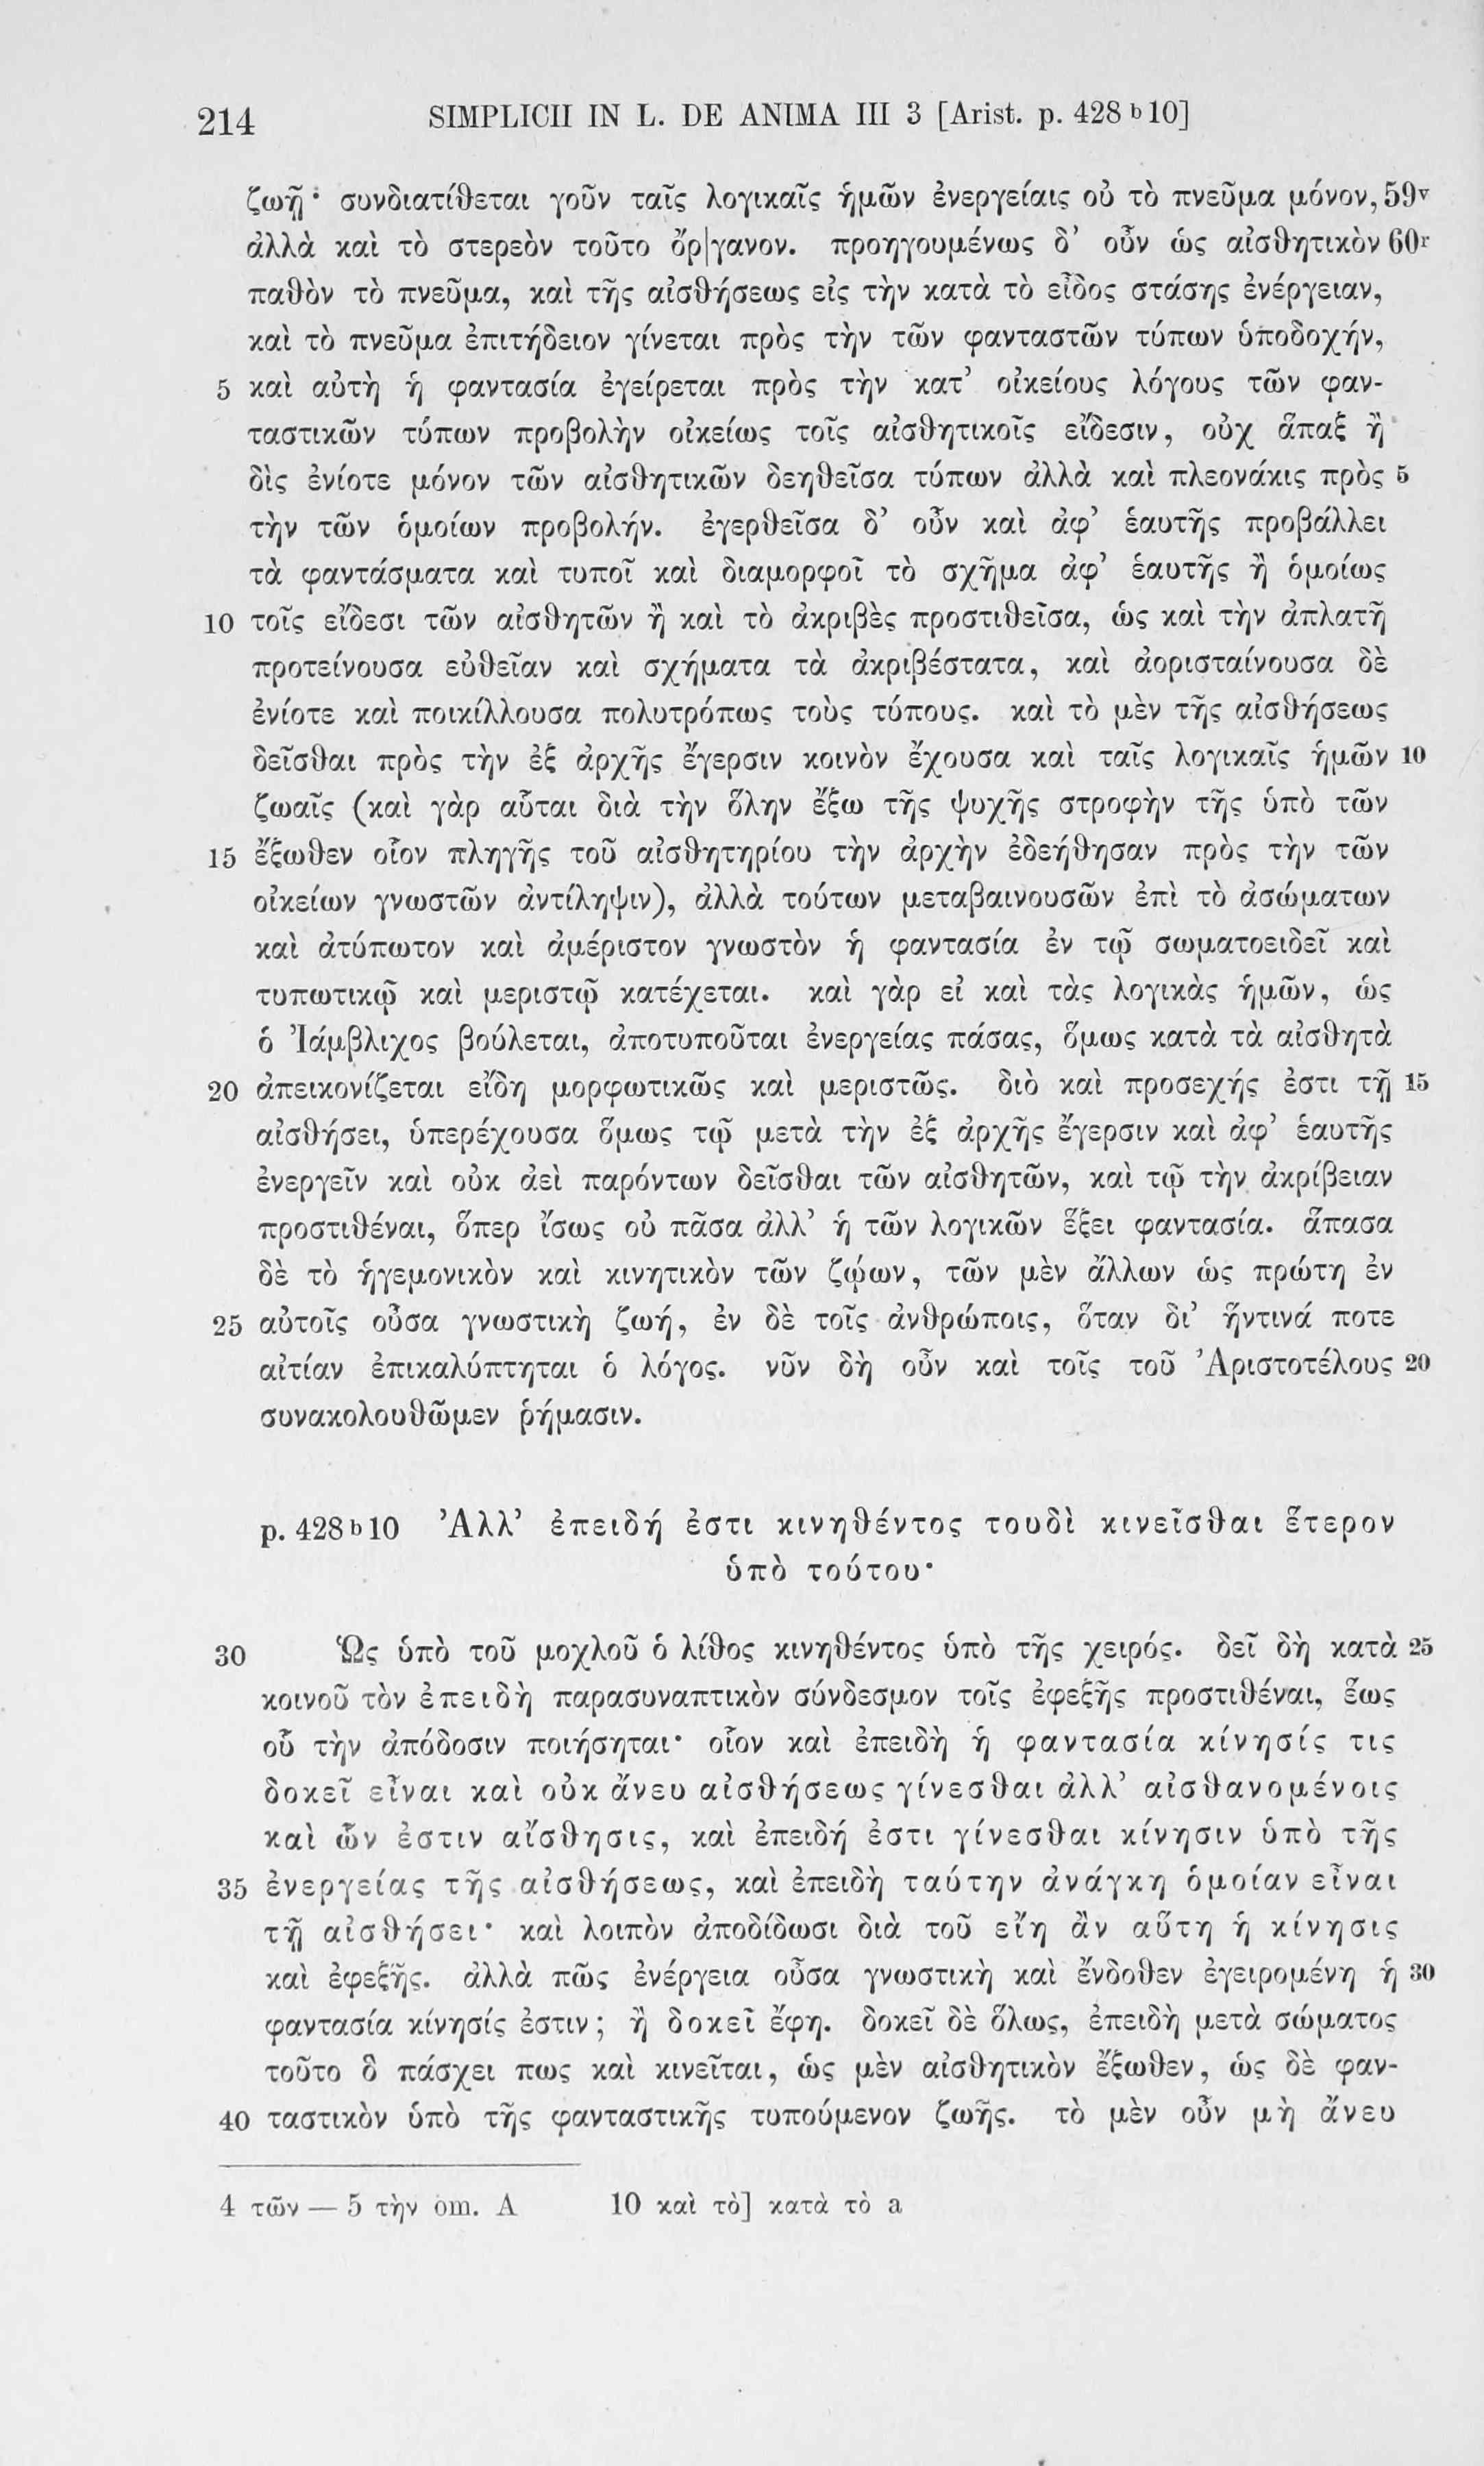 214 SIMPLICII IN L. DE ANIMA III 3 [Arist. p. 428 b 10]
ζωῇ· συνδιατίθεται γοῦν ταῖς λογικαῖς ἡμῶν ἐνεργείαις οὐ τὸ πνεῦμα μόνον, 59v
ἀλλὰ καὶ τὸ στερεὸν τοῦτο ὄρ|γανον. προηγουμένως δ’ οὖν ὡς αἰσθητικὸν 60r
παθὸν τὸ πνεῦμα, καὶ τῆς αἰσθήσεως εἰς τὴν κατὰ τὸ εἶδος στάσης ἐνέργειαν,
καὶ τὸ πνεῦμα ἐπιτήδειον γίνεται πρὸς τὴν τῶν φανταστῶν τύπων ὑποδοχήν,
5 καὶ αὐτὴ ἡ φαντασία ἐγείρεται πρὸς τὴν κατ’ οἰκείους λόγους τῶν φαν-
ταστικῶν τύπων προβολὴν οἰκείως τοῖς αἰσθητικοῖς εἴδεσιν, οὐχ ἅπαξ ἢ
δὶς ἐνίοτε μόνον τῶν αἰσθητικῶν δεηθεῖσα τύπων ἀλλὰ καὶ πλεονάκις πρὸς 5
τὴν τῶν ὁμοίων προβολήν. ἐγερθεῖσα δ’ οὖν καὶ ἀφ’ ἑαυτῆς προβάλλει
τὰ φαντάσματα καὶ τυποῖ καὶ διαμορφοῖ τὸ σχῆμα ἀφ’ ἑαυτῆς ἢ ὁμοίως
10 τοῖς εἴδεσι τῶν αἰσθητῶν ἢ καὶ τὸ ἀκριβὲς προστιθεῖσα, ὡς καὶ τὴν ἀπλατῆ
προτείνουσα εὐθεῖαν καὶ σχήματα τὰ ἀκριβέστατα, καὶ ἀορισταίνουσα δὲ
ἐνίοτε καὶ ποικίλλουσα πολυτρόπως τοὺς τύπους. καὶ τὸ μὲν τῆς αἰσθήσεως
δεῖσθαι πρὸς τὴν ἐξ ἀρχῆς ἔγερσιν κοινὸν ἔχουσα καὶ ταῖς λογικαῖς ἡμῶν 10
ζωαῖς (καὶ γὰρ αὗται διὰ τὴν ὅλην ἔξω τῆς ψυχῆς στροφὴν τῆς ὑπὸ τῶν
15 ἔξωθεν οἷον πληγῆς τοῦ αἰσθητηρίου τὴν ἀρχὴν ἐδεήθησαν πρὸς τὴν τῶν
οἰκείων γνωστῶν ἀντίληψιν), ἀλλὰ τούτων μεταβαινουσῶν ἐπὶ τὸ ἀσώματων
καὶ ἀτύπωτον καὶ ἀμέριστον γνωστὸν ἡ φαντασία ἐν τῷ σωματοειδεῖ καὶ
τυπωτικῷ καὶ μεριστῷ κατέχεται. καὶ γὰρ εἰ καὶ τὰς λογικὰς ἡμῶν, ὡς
ὁ Ἰάμβλιχος βούλεται, ἀποτυποῦται ἐνεργείας πάσας, ὅμως κατὰ τὰ αἰσθητὰ
20 ἀπεικονίζεται εἴδη μορφωτικῶς καὶ μεριστῶς. διὸ καὶ προσεχής ἐστι τῇ 15
αἰσθήσει, ὑπερέχουσα ὅμως τῷ μετὰ τὴν ἐξ ἀρχῆς ἔγερσιν καὶ ἀφ’ ἑαυτῆς
ἐνεργεῖν καὶ οὐκ ἀεὶ παρόντων δεῖσθαι τῶν αἰσθητῶν, καὶ τῷ τὴν ἀκρίβειαν
προστιθέναι, ὅπερ ἴσως οὐ πᾶσα ἀλλ’ ἡ τῶν λογικῶν ἕξει φαντασία. ἅπασα
δὲ τὸ ἡγεμονικὸν καὶ κινητικὸν τῶν ζῴων, τῶν μὲν ἄλλων ὡς πρώτη ἐν
25 αὐτοῖς οὖσα γνωστικὴ ζωή, ἐν δὲ τοῖς ἀνθρώποις, ὅταν δι’ ἥντινά ποτε
αἰτίαν ἐπικαλύπτηται ὁ λόγος. νῦν δὴ οὖν καὶ τοῖς τοῦ Ἀριστοτέλους 20
συνακολουθῶμεν ῥήμασιν.
p. 428 b 10 Ἀλλ’ ἐπειδή ἐστι κινηθέντος τουδὶ κινεῖσθαι ἕτερον
ὑπὸ τούτου·
30 Ὡς ὑπὸ τοῦ μοχλοῦ ὁ λίθος κινηθέντος ὑπὸ τῆς χειρός. δεῖ δὴ κατὰ 25
κοινοῦ τὸν ἐπειδὴ παρασυναπτικὸν σύνδεσμον τοῖς ἐφεξῆς προστιθέναι, ἕως
οὗ τὴν ἀπόδοσιν ποιήσηται· οἷον καὶ ἐπειδὴ ἡ φαντασία κίνησίς τις
δοκεῖ εἶναι καὶ οὐκ ἄνευ αἰσθήσεως γίνεσθαι ἀλλ’ αἰσθανομένοις
καὶ ὧν ἐστιν αἴσθησις, καὶ ἐπειδή ἐστι γίνεσθαι κίνησιν ὑπὸ τῆς
35 ἐνεργείας τῆς αἰσθήσεως, καὶ ἐπειδὴ ταύτην ἀνάγκη ὁμοίαν εἶναι
τῇ αἰσθήσει· καὶ λοιπὸν ἀποδίδωσι διὰ τοῦ εἴη ἂν αὕτη ἡ κίνησις
καὶ ἐφεξῆς. ἀλλὰ πῶς ἐνέργεια οὖσα γνωστικὴ καὶ ἔνδοθεν ἐγειρομένη ἡ 30
φαντασία κίνησίς ἐστιν; ἢ δοκεῖ ἔφη. δοκεῖ δὲ ὅλως, ἐπειδὴ μετὰ σώματος
τοῦτο ὃ πάσχει πως καὶ κινεῖται, ὡς μὲν αἰσθητικὸν ἔξωθεν, ὡς δὲ φαν-
40 ταστικὸν ὑπὸ τῆς φανταστικῆς τυπούμενον ζωῆς. τὸ μὲν οὖν μὴ ἄνευ
4 τῶν — 5 τὴν om. A 10 καὶ τὸ] κατὰ τὸ a